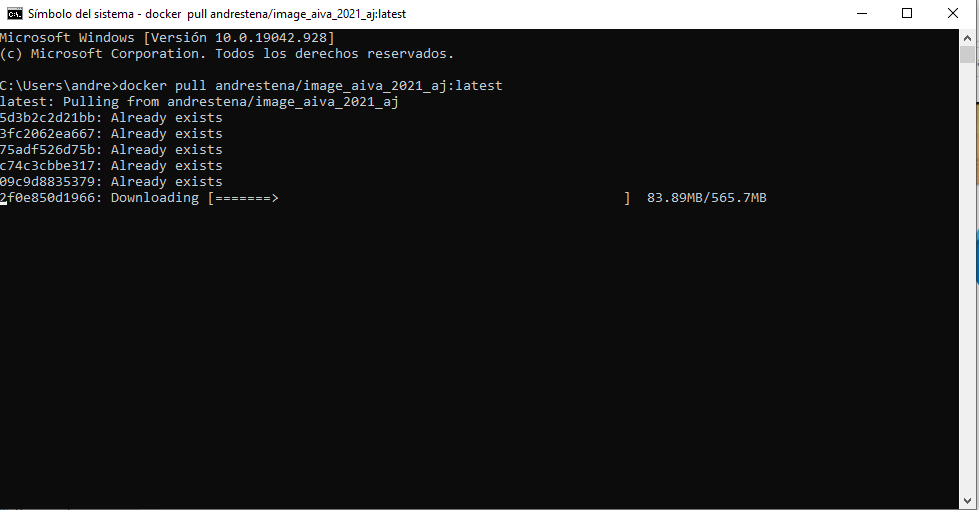 Símbolo del sistema - docker pull andrestena/image_aiva_2021_aj:latest
Microsoft Windows [Versión 10.0.19042.928]
(c) Microsoft Corporation. Todos los derechos reservados.
C:\Users\andre>docker pull andrestena/image_aiva_2021_aj:latest
latest: Pulling from andrestena/image_aiva_2021_aj
5d3b2c2d21bb: Already exists
3fc2062ea667: Already exists
75adf526d75b: Already exists
c74c3cbbe317: Already exists
09c9d8835379: Already exists
2f0e850d1966: Downloading [=======>                                           ]  83.89MB/565.7MB